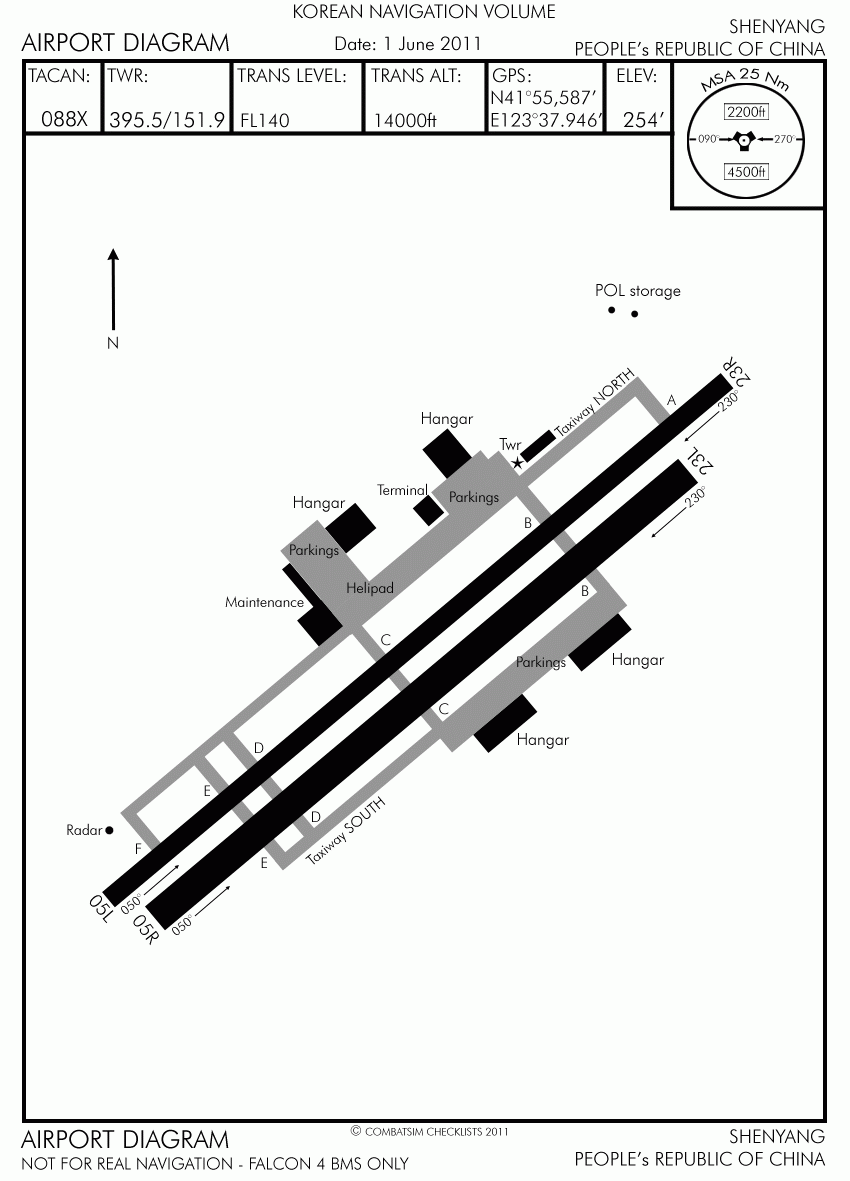 KOREAN NAVIGATION VOLUME
AIRPORT DIAGRAM
Date: 1 June 2011
SHENYANG
PEOPLE's REPUBLIC OF CHINA
TACAN:
088X
TWR:
395.5/151.9
TRANS LEVEL:
FL140
TRANS ALT:
14000ft
GPS:
N41°55,587'
E123°37.946'
ELEV:
254'
MSA 25 Nm
2200ft
090°
270°
4500ft
N
POL storage
23R
230°
A
Taxiway NORTH
Hangar
Twr
23L
230°
Terminal
Parkings
Hangar
B
Parkings
Helipad
B
Maintenance
C
Parkings
Hangar
C
Hangar
D
E
D
Taxiway SOUTH
Radar
F
E
05L
050°
05R
050°
© COMBATSIM CHECKLISTS 2011
AIRPORT DIAGRAM
NOT FOR REAL NAVIGATION - FALCON 4 BMS ONLY
SHENYANG
PEOPLE's REPUBLIC OF CHINA